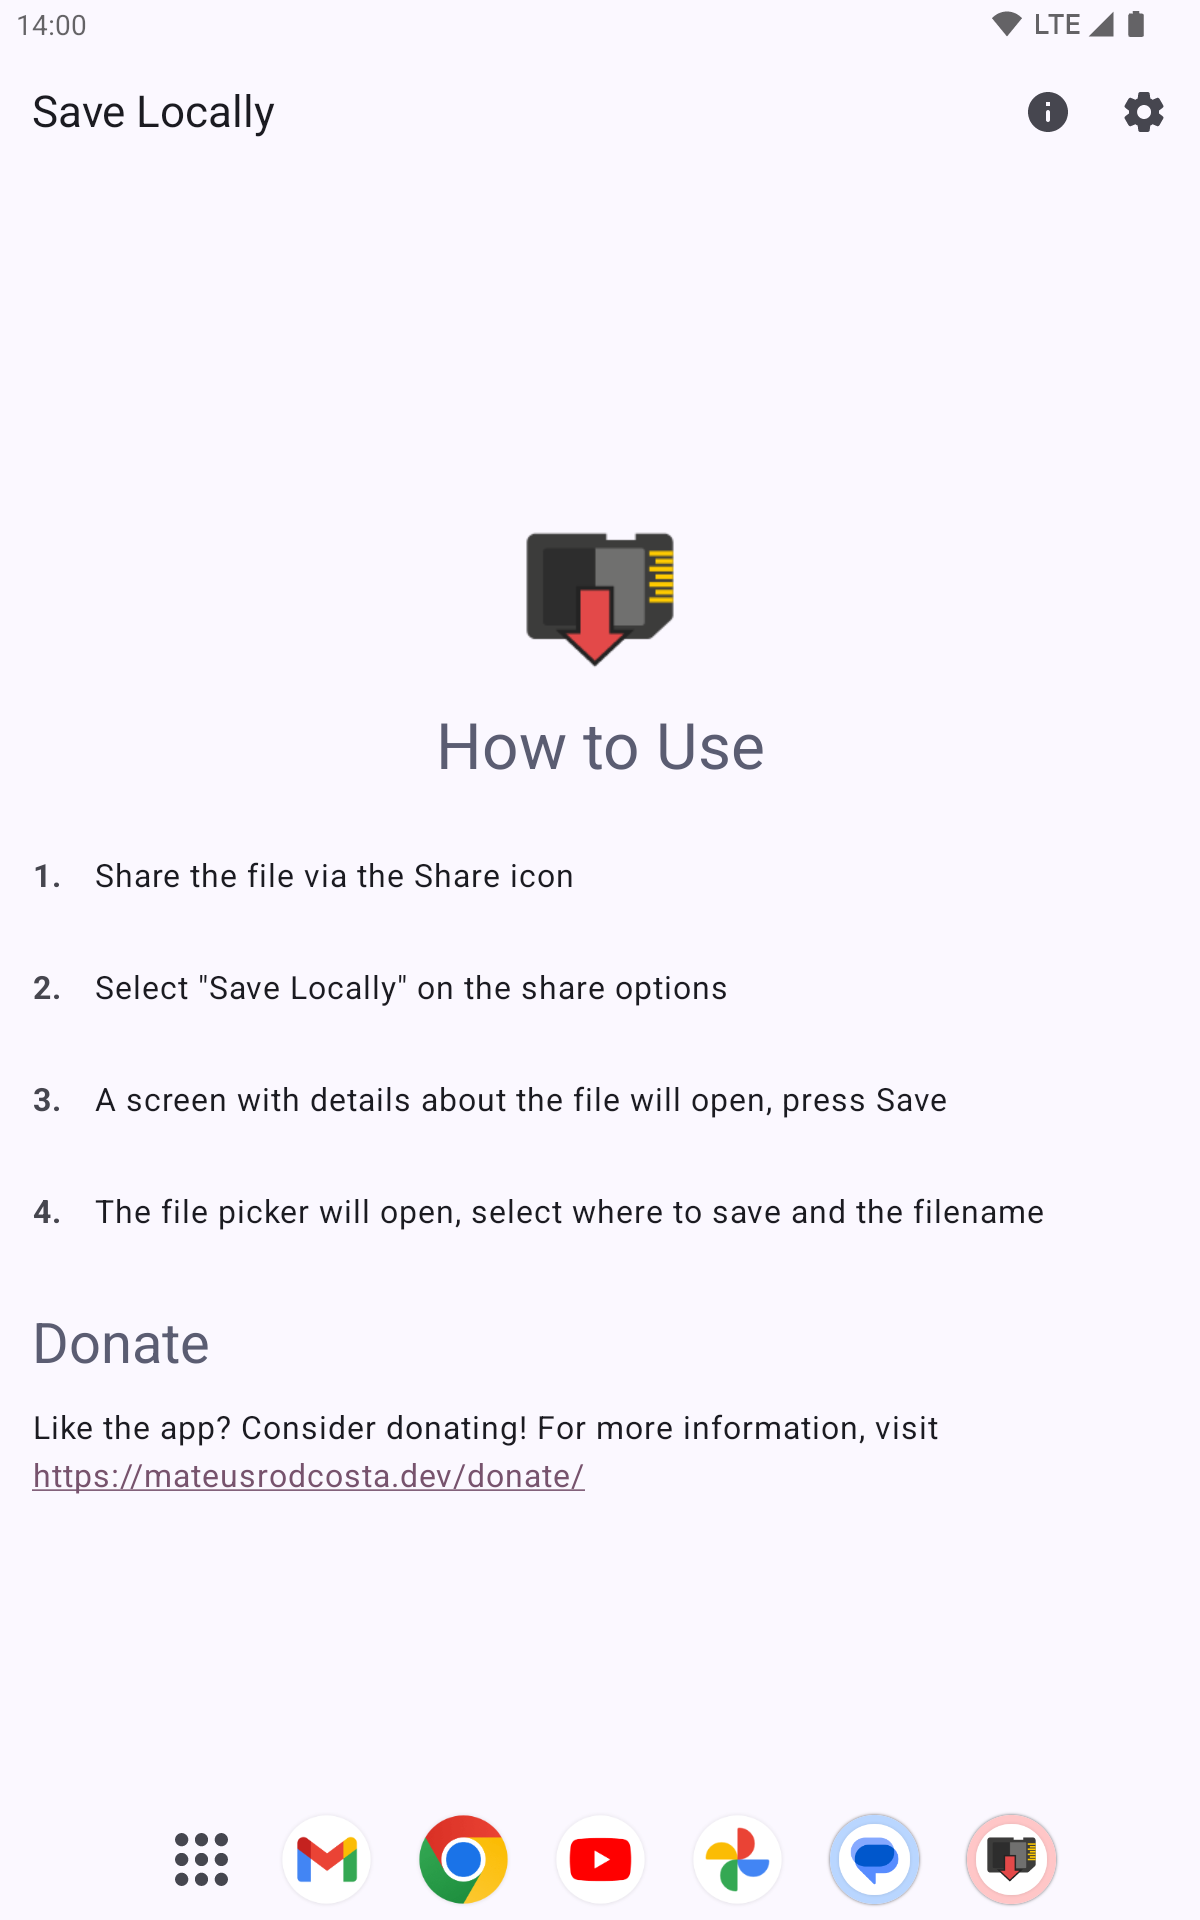 14:00
LTE
Save Locally
How to Use
1. Share the file via the Share icon
2. Select "Save Locally" on the share options
3. A screen with details about the file will open, press Save
4. The file picker will open, select where to save and the filename
Donate
Like the app? Consider donating! For more information, visit
https://mateusrodcosta.dev/donate/